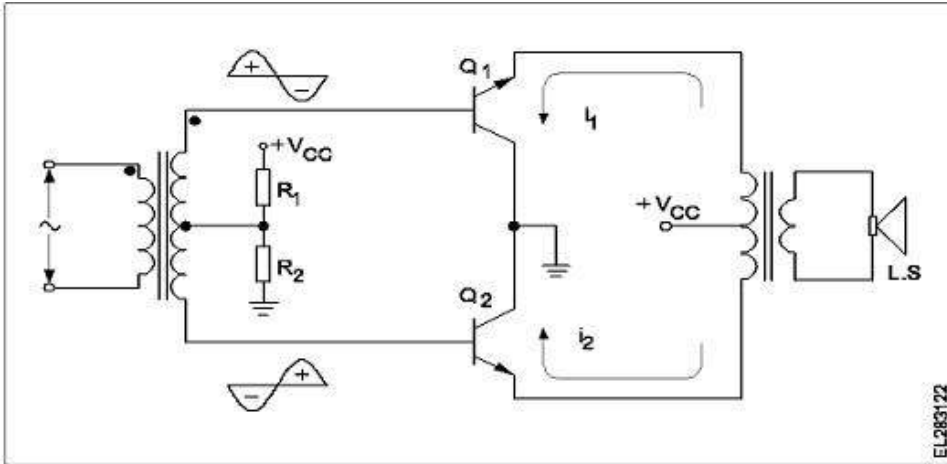 +
−
Q1
I1
+VCC
R1
+VCC
~
R2
L.S
Q2
i2
+
−
EL283122